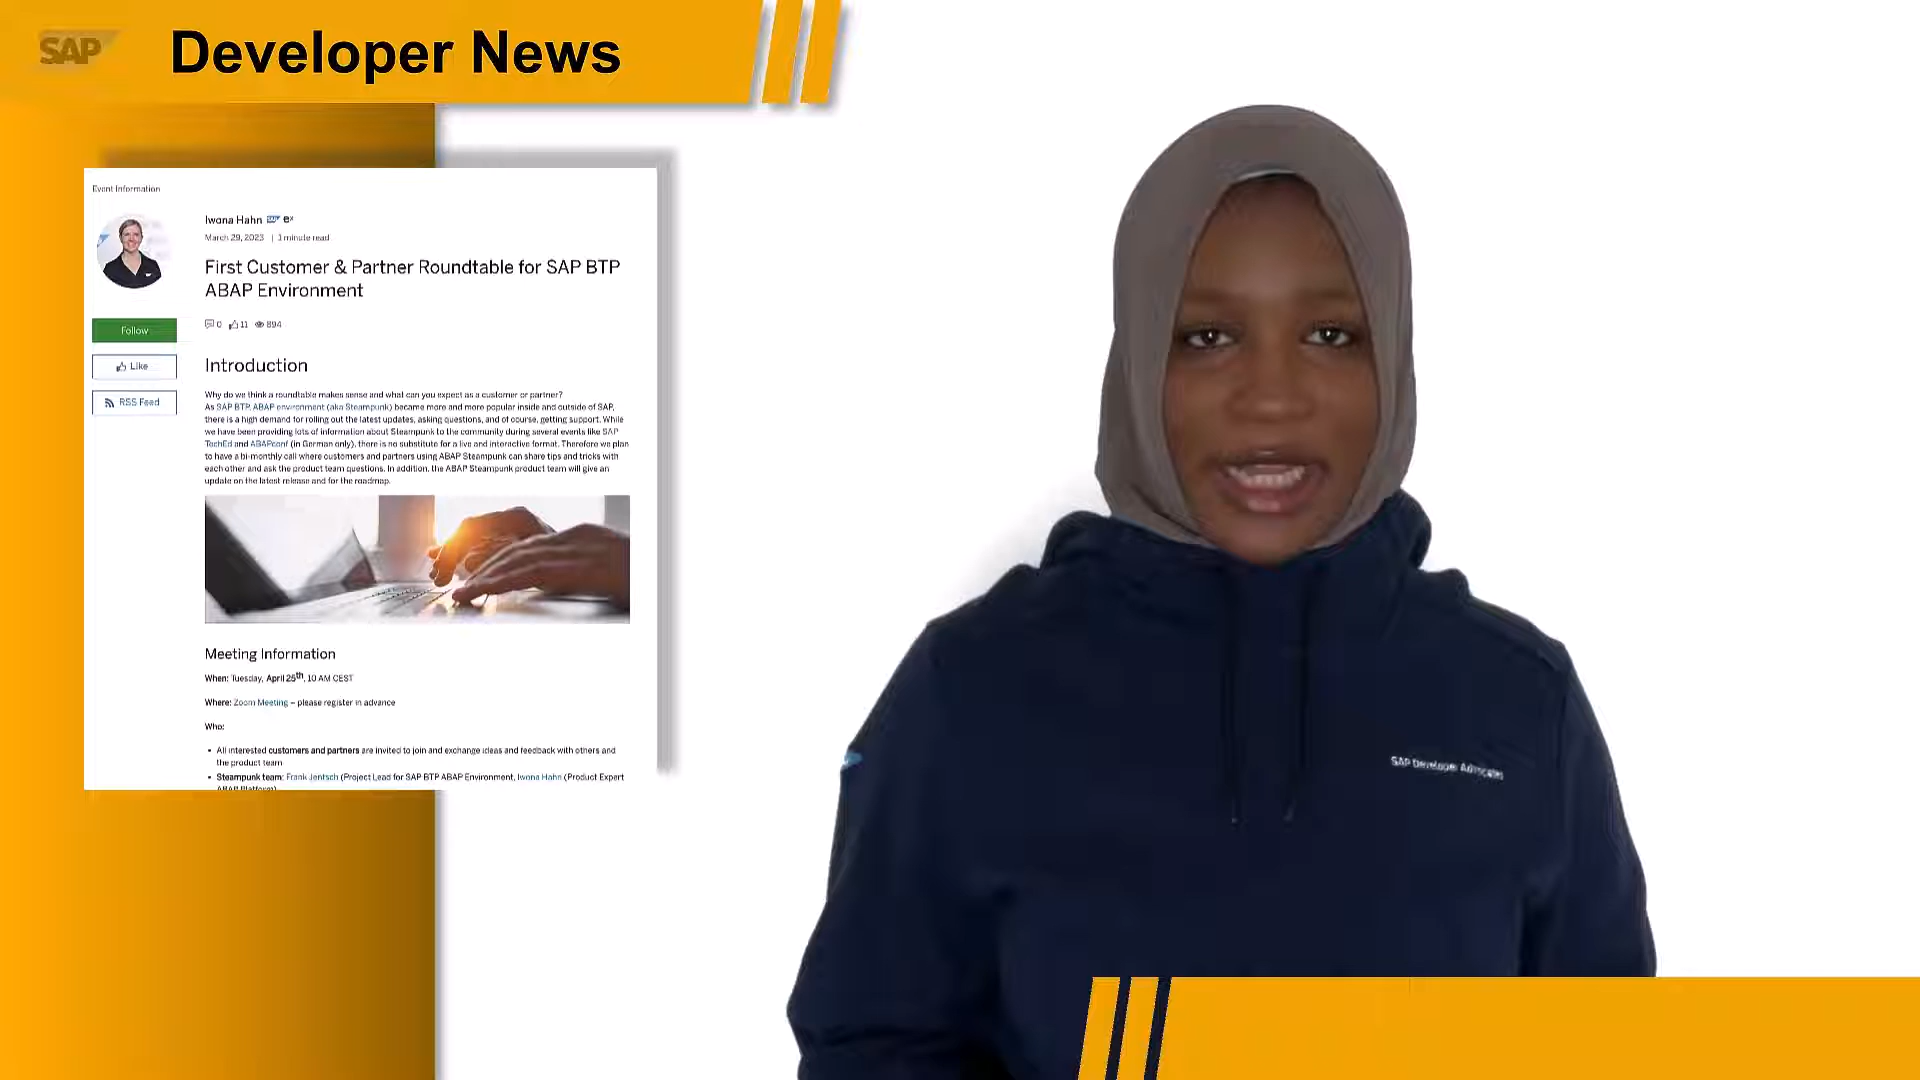 SAP
Developer News
Event Information
Iwona Hahn
March 29, 2023 | 1 minute read
First Customer & Partner Roundtable for SAP BTP
ABAP Environment
0 11 894
Follow
Like
RSS Feed
Introduction
Why do we think a roundtable makes sense and what can you expect as a customer or partner?
As SAP BTP, ABAP environment (aka Steampunk) became more and more popular inside and outside of SAP,
there is a high demand for rolling out the latest updates, asking questions, and of course, getting support. While
we have been providing lots of information about Steampunk to the community during several events like SAP
TechEd and ABAPconf (in German only), there is no substitute for a live and interactive format. Therefore we plan
to have a bi-monthly call where customers and partners using ABAP Steampunk can share tips and tricks with
each other and ask the product team questions. In addition, the ABAP Steampunk product team will give an
update on the latest release and for the roadmap.
Meeting Information
When: Tuesday, April 25th, 10 AM CEST
Where: Zoom Meeting – please register in advance
Who:
• All interested customers and partners are invited to join and exchange ideas and feedback with others and
the product team
• Steampunk team: Frank Jentsch (Project Lead for SAP BTP ABAP Environment, Iwona Hahn (Product Expert
ABAP Platform)
SAP Developer Advocates